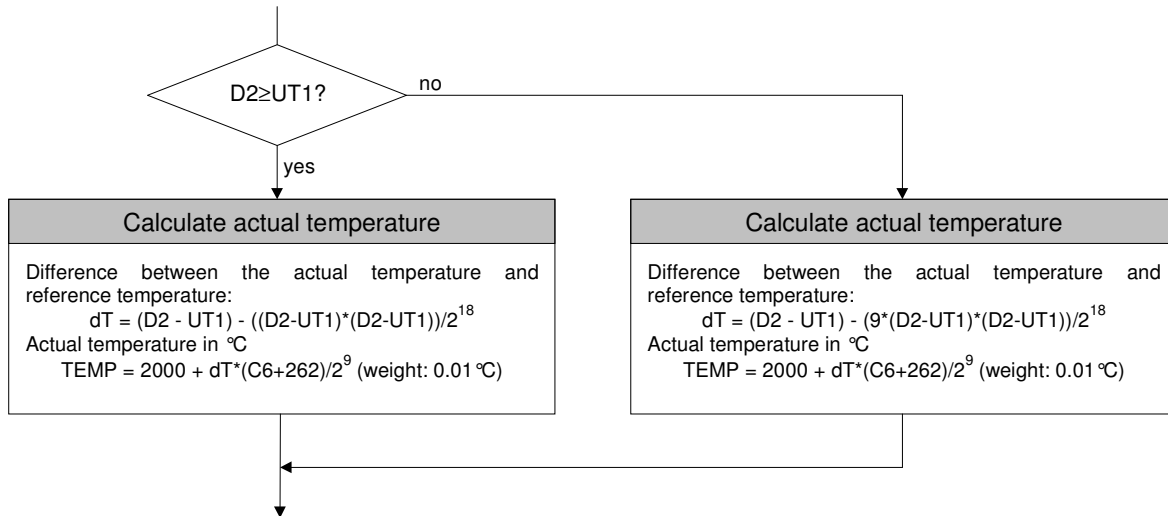 D2≥UT1?
no
yes
Calculate actual temperature
Difference between the actual temperature and
reference temperature:
dT = (D2 - UT1) - ((D2-UT1)*(D2-UT1))/2^18
Actual temperature in °C
TEMP = 2000 + dT*(C6+262)/2^9 (weight: 0.01°C)
Calculate actual temperature
Difference between the actual temperature and
reference temperature:
dT = (D2 - UT1) - (9*(D2-UT1)*(D2-UT1))/2^18
Actual temperature in °C
TEMP = 2000 + dT*(C6+262)/2^9 (weight: 0.01°C)